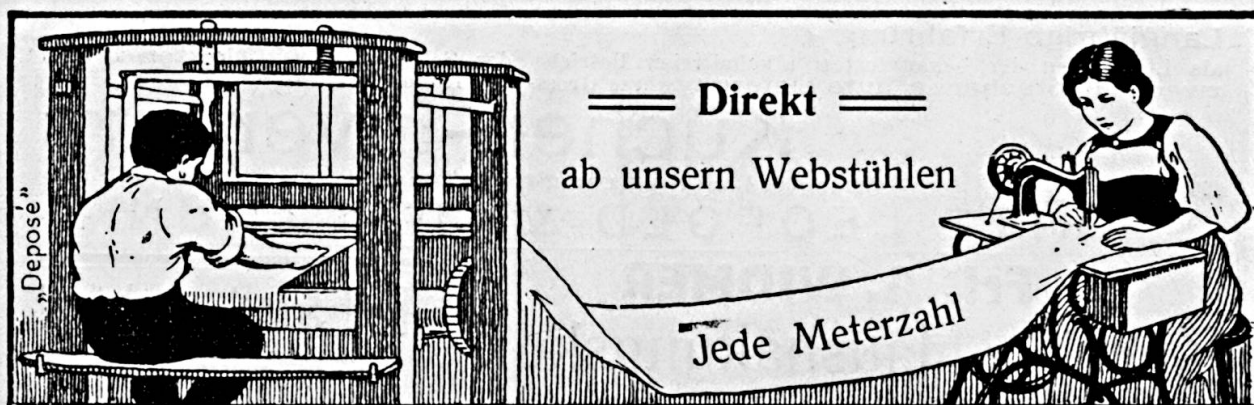 „Deposé”
Direkt
ab unsern Webstühlen
Jede Meterzahl